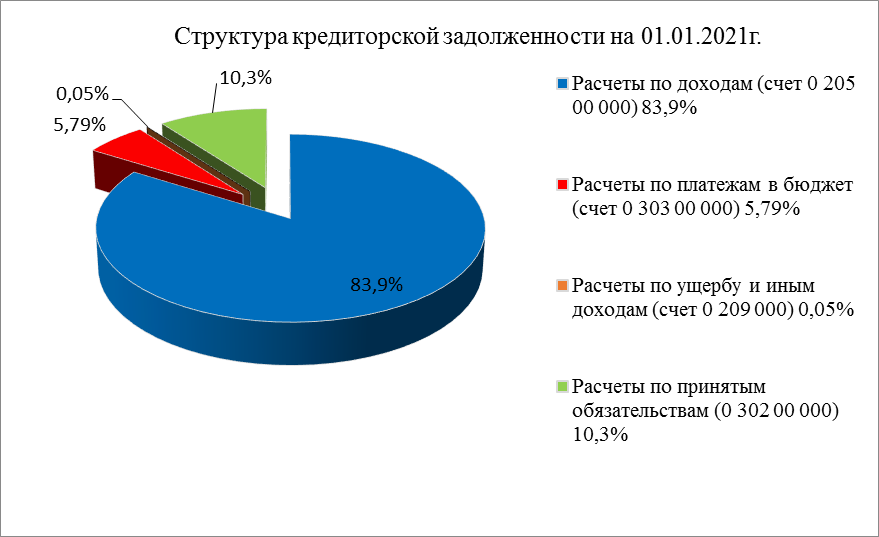 Структура кредиторской задолженности на 01.01.2021г.
10,3%
0,05%
5,79%
83,9%
Расчеты по доходам (счет 0 205
00 000) 83,9%
Расчеты по платежам в бюджет
(счет 0 303 00 000) 5,79%
Расчеты по ущербу и иным
доходам (счет 0 209 000) 0,05%
Расчеты по принятым
обязательствам (0 302 00 000)
10,3%